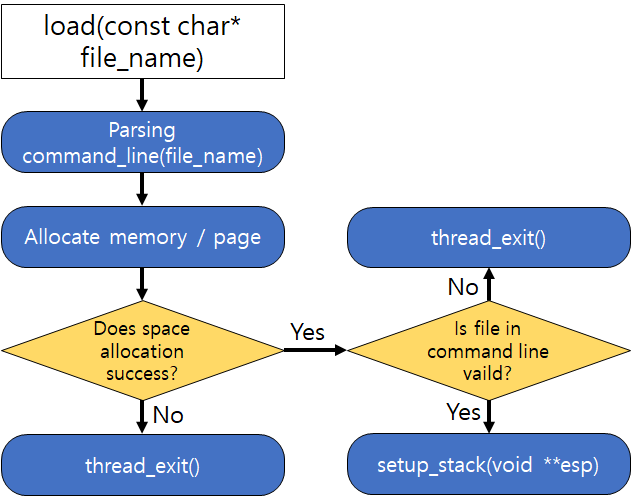 load(const char*
file_name)
Parsing
command_line(file_name)
Allocate memory / page
Does space
allocation
success?
No
thread_exit()
Yes
thread_exit()
No
Is file in
command line
vaild?
Yes
setup_stack(void **esp)